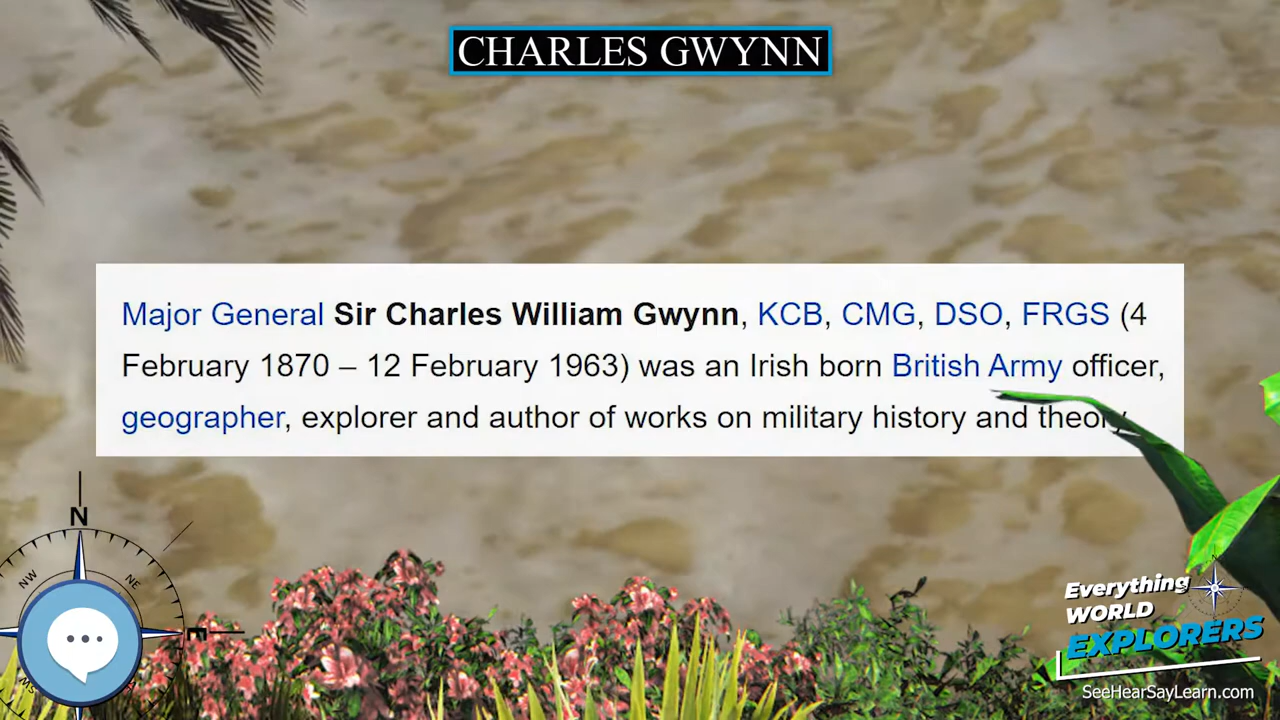 CHARLES GWYNN
Major General Sir Charles William Gwynn, KCB, CMG, DSO, FRGS (4
February 1870 – 12 February 1963) was an Irish born British Army officer,
geographer, explorer and author of works on military history and theory
N
NW
NE
E
Everything
WORLD
EXPLORERS
SeeHearSayLearn.com